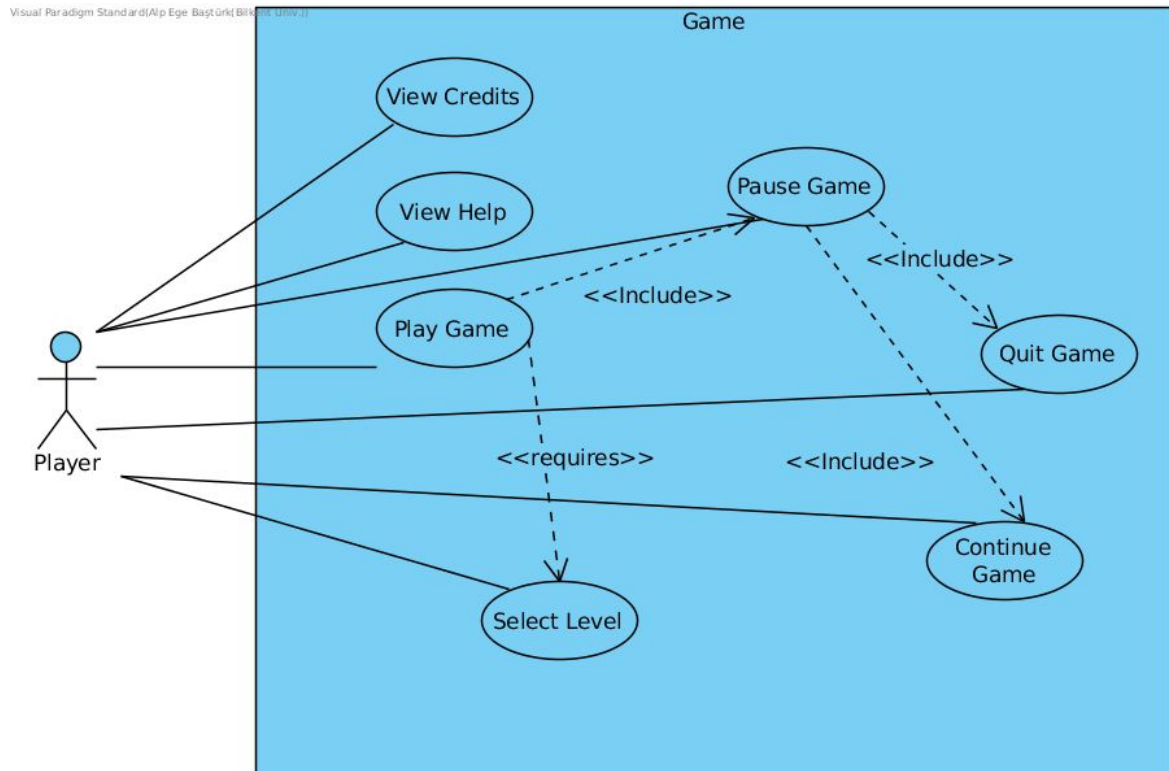 Visual Paradigm Standard(Alp Ege Baştürk(Bilkent Univ.))
Game
View Credits
Pause Game
View Help
<<Include>>
<<Include>>
Play Game
Quit Game
Player
<<requires>>
<<Include>>
Continue
Game
Select Level